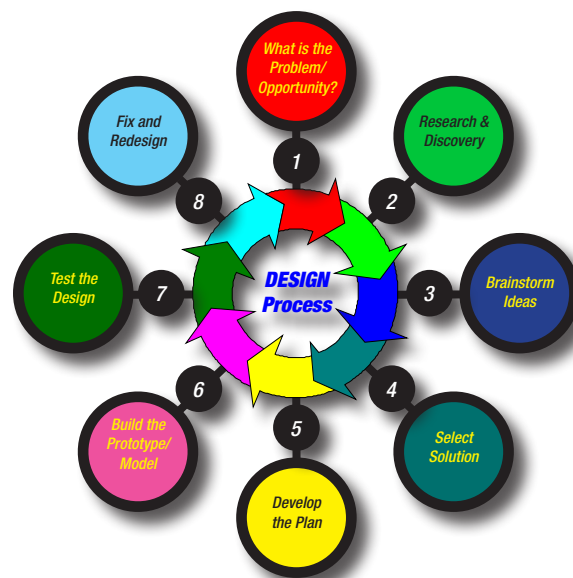 What is the
Problem/
Opportunity?
1
Research &
Discovery
2
Brainstorm
Ideas
3
Select
Solution
4
Develop
the Plan
5
Build the
Prototype/
Model
6
Test the
Design
7
Fix and
Redesign
8
DESIGN
Process